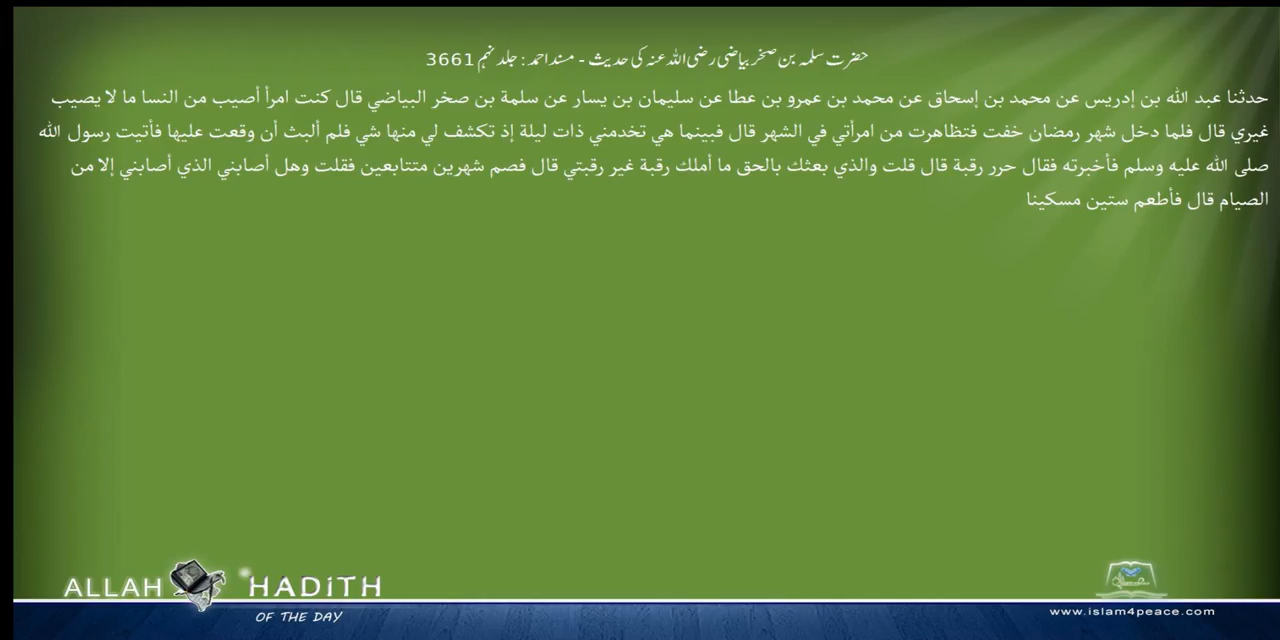 حضرت سلمہ بن صخر بیاضی رضی اللہ عنہ کی حدیث - مسند احمد : جلد نہم 3661
حدثنا عبد الله بن إدريس عن محمد بن إسحاق عن محمد بن عمرو بن عطا عن سليمان بن يسار عن سلمة بن صخر البياضي قال كنت امرأ أصيب من النسا ما لا يصيب
غيري قال فلما دخل شهر رمضان خفت فتظاهرت من امرأتي في الشهر قال فبينما هي تخدمني ذات ليلة إذ تكشف لي منها شي فلم ألبث أن وقعت عليها فأتيت رسول الله
صلى الله عليه وسلم فأخبرته فقال حرر رقبة قال قلت والذي بعثك بالحق ما أملك رقبة غير رقبتي قال فصم شهرين متتابعين فقلت وهل أصابني الذي أصابني إلا من
الصيام قال فأطعم ستين مسكينا
ALLAH HADiTH
OF THE DAY
www.islam4peace.com